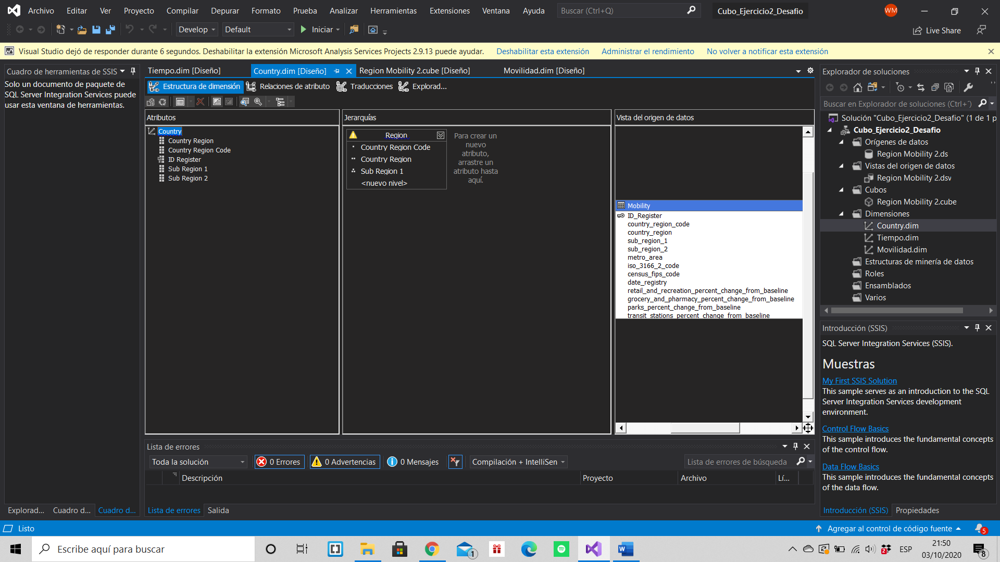 Archivo Editar Ver Proyecto Compilar Depurar Formato Prueba Analizar Herramientas Extensiones Ventana Ayuda Buscar (Ctrl+Q) Cubo_Ejercicio2_Desafio WM
Develop Default Iniciar Live Share
Visual Studio dejó de responder durante 6 segundos. Deshabilitar la extensión Microsoft Analysis Services Projects 2.9.13 puede ayudar. Deshabilitar esta extensión Administrar el rendimiento No volver a notificar esta extensión
Cuadro de herramientas de SSIS
Solo un documento de paquete de
SQL Server Integration Services puede
usar esta ventana de herramientas.
Explorad... Cuadro d... Cuadro d...
Tiempo.dim [Diseño] Country.dim [Diseño] Region Mobility 2.cube [Diseño] Movilidad.dim [Diseño]
Estructura de dimensión Relaciones de atributo Traducciones Explorad...
Atributos
Country
Country Region
Country Region Code
ID Register
Sub Region 1
Sub Region 2
Jerarquías
Region
Country Region Code
Country Region
Sub Region 1
<nuevo nivel>
Para crear un
nuevo
atributo,
arrastre un
atributo hasta
aquí.
Vista del origen de datos
Mobility
ID_Register
country_region_code
country_region
sub_region_1
sub_region_2
metro_area
iso_3166_2_code
census_fips_code
date_registry
retail_and_recreation_percent_change_from_baseline
grocery_and_pharmacy_percent_change_from_baseline
parks_percent_change_from_baseline
transit_stations_percent_change_from_baseline
Lista de errores
Toda la solución 0 Errores 0 Advertencias 0 Mensajes Compilación + IntelliSen Lista de errores de búsqueda
Descripción Proyecto Archivo Lí...
Lista de errores Salida
Explorador de soluciones
Buscar en Explorador de soluciones (Ctrl+´)
Solución "Cubo_Ejercicio2_Desafio" (1 de 1 p
Cubo_Ejercicio2_Desafio
Orígenes de datos
Region Mobility 2.ds
Vistas del origen de datos
Region Mobility 2.dsv
Cubos
Region Mobility 2.cube
Dimensiones
Country.dim
Tiempo.dim
Movilidad.dim
Estructuras de minería de datos
Roles
Ensamblados
Varios
Introducción (SSIS)
SQL Server Integration Services (SSIS).
Muestras
My First SSIS Solution
This sample serves as an introduction to the SQL
Server Integration Services development
environment.
Control Flow Basics
This sample introduces the fundamental concepts
of the control flow.
Data Flow Basics
This sample introduces the fundamental concepts
of the data flow.
Introducción (SSIS) Propiedades
Listo Agregar al control de código fuente 5
Escribe aquí para buscar 1 2 ESP 21:50
03/10/2020 8